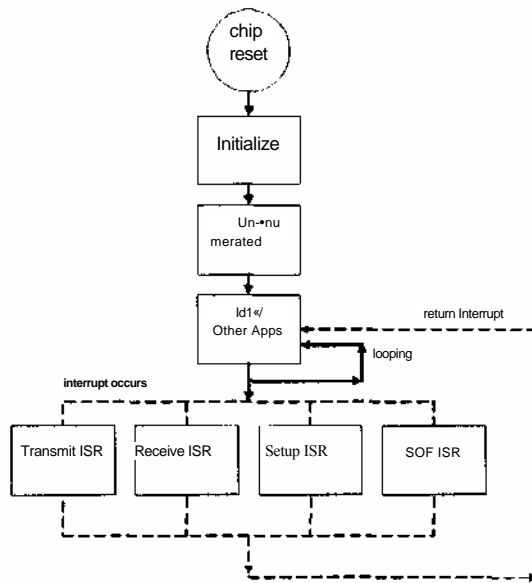 chip
reset
Initialize
Un-•nu
merated
Id1«/
Other Apps
return Interrupt
looping
interrupt occurs
Transmit ISR
Receive ISR
Setup ISR
SOF ISR